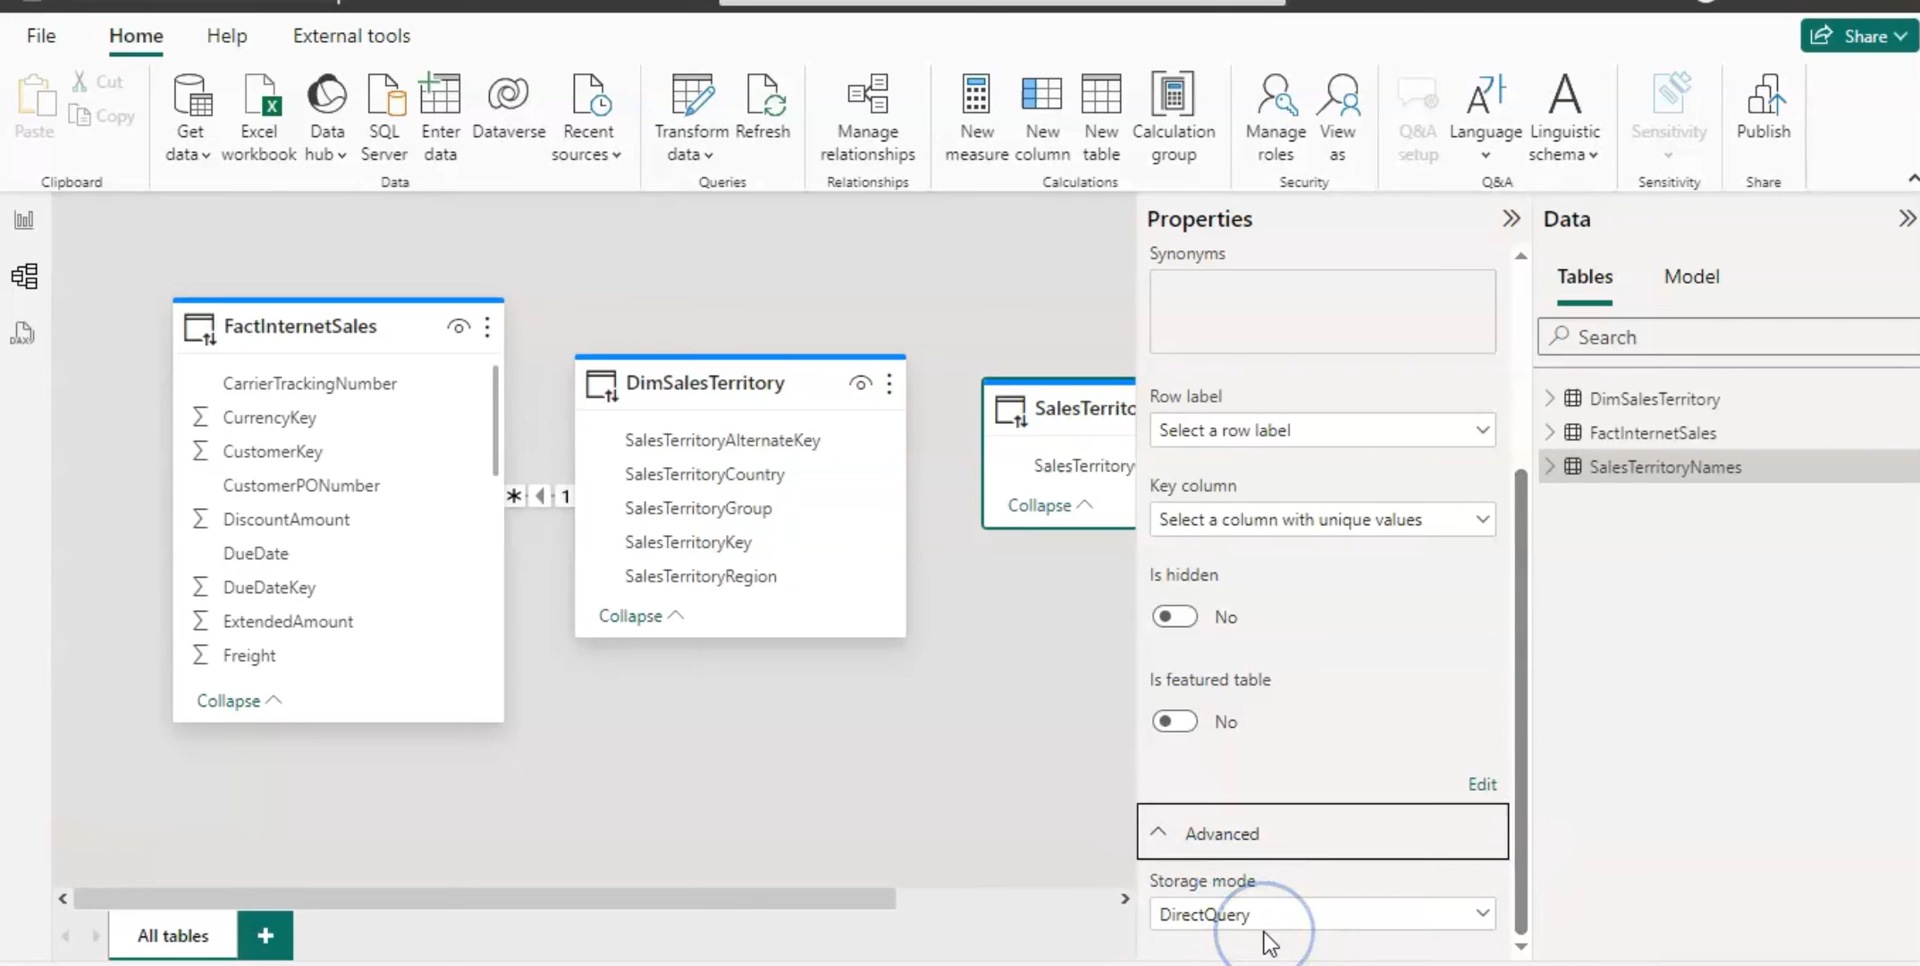 File
Home
Help
External tools
Share
Paste
Cut
Copy
Clipboard
Get data
Excel workbook
Data hub
SQL Server
Enter data
Dataverse
Recent sources
Data
Transform data
Refresh
Queries
Manage relationships
Relationships
New measure
New column
New table
Calculation group
Calculations
Manage roles
View as
Security
Q&A setup
Language
Linguistic schema
Q&A
Sensitivity
Sensitivity
Publish
Share
DAX
FactInternetSales
CarrierTrackingNumber
∑ CurrencyKey
∑ CustomerKey
CustomerPONumber
∑ DiscountAmount
DueDate
∑ DueDateKey
∑ ExtendedAmount
∑ Freight
Collapse
* 1
DimSalesTerritory
SalesTerritoryAlternateKey
SalesTerritoryCountry
SalesTerritoryGroup
SalesTerritoryKey
SalesTerritoryRegion
Collapse
SalesTerrito
SalesTerritory
Collapse
All tables
+
Properties
Synonyms
Row label
Select a row label
Key column
Select a column with unique values
Is hidden
No
Is featured table
No
Edit
Advanced
Storage mode
DirectQuery
Data
Tables
Model
Search
DimSalesTerritory
FactInternetSales
SalesTerritoryNames